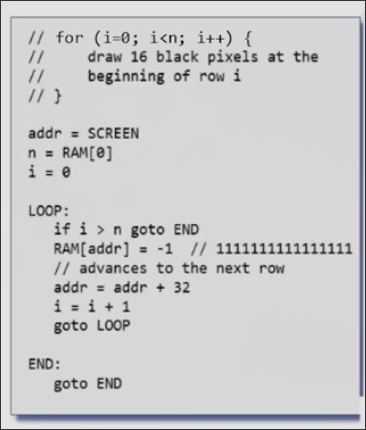 // for (i=0; i<n; i++) {
//     draw 16 black pixels at the
//     beginning of row i
// }
addr = SCREEN
n = RAM[0]
i = 0
LOOP:
if i > n goto END
RAM[addr] = -1  // 1111111111111111
// advances to the next row
addr = addr + 32
i = i + 1
goto LOOP
END:
goto END